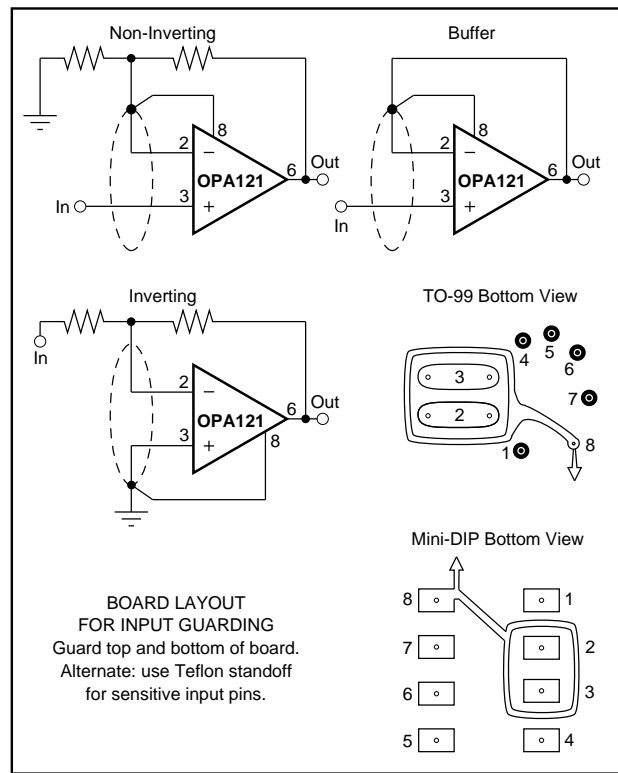 Non-Inverting
8
2
−
OPA121
6
Out
3
+
In
Buffer
8
2
−
OPA121
6
Out
3
+
In
Inverting
In
2
−
OPA121
6
Out
3
+
8
TO-99 Bottom View
4
5
6
3
7
2
1
8
Mini-DIP Bottom View
8
1
7
2
6
3
5
4
BOARD LAYOUT
FOR INPUT GUARDING
Guard top and bottom of board.
Alternate: use Teflon standoff
for sensitive input pins.